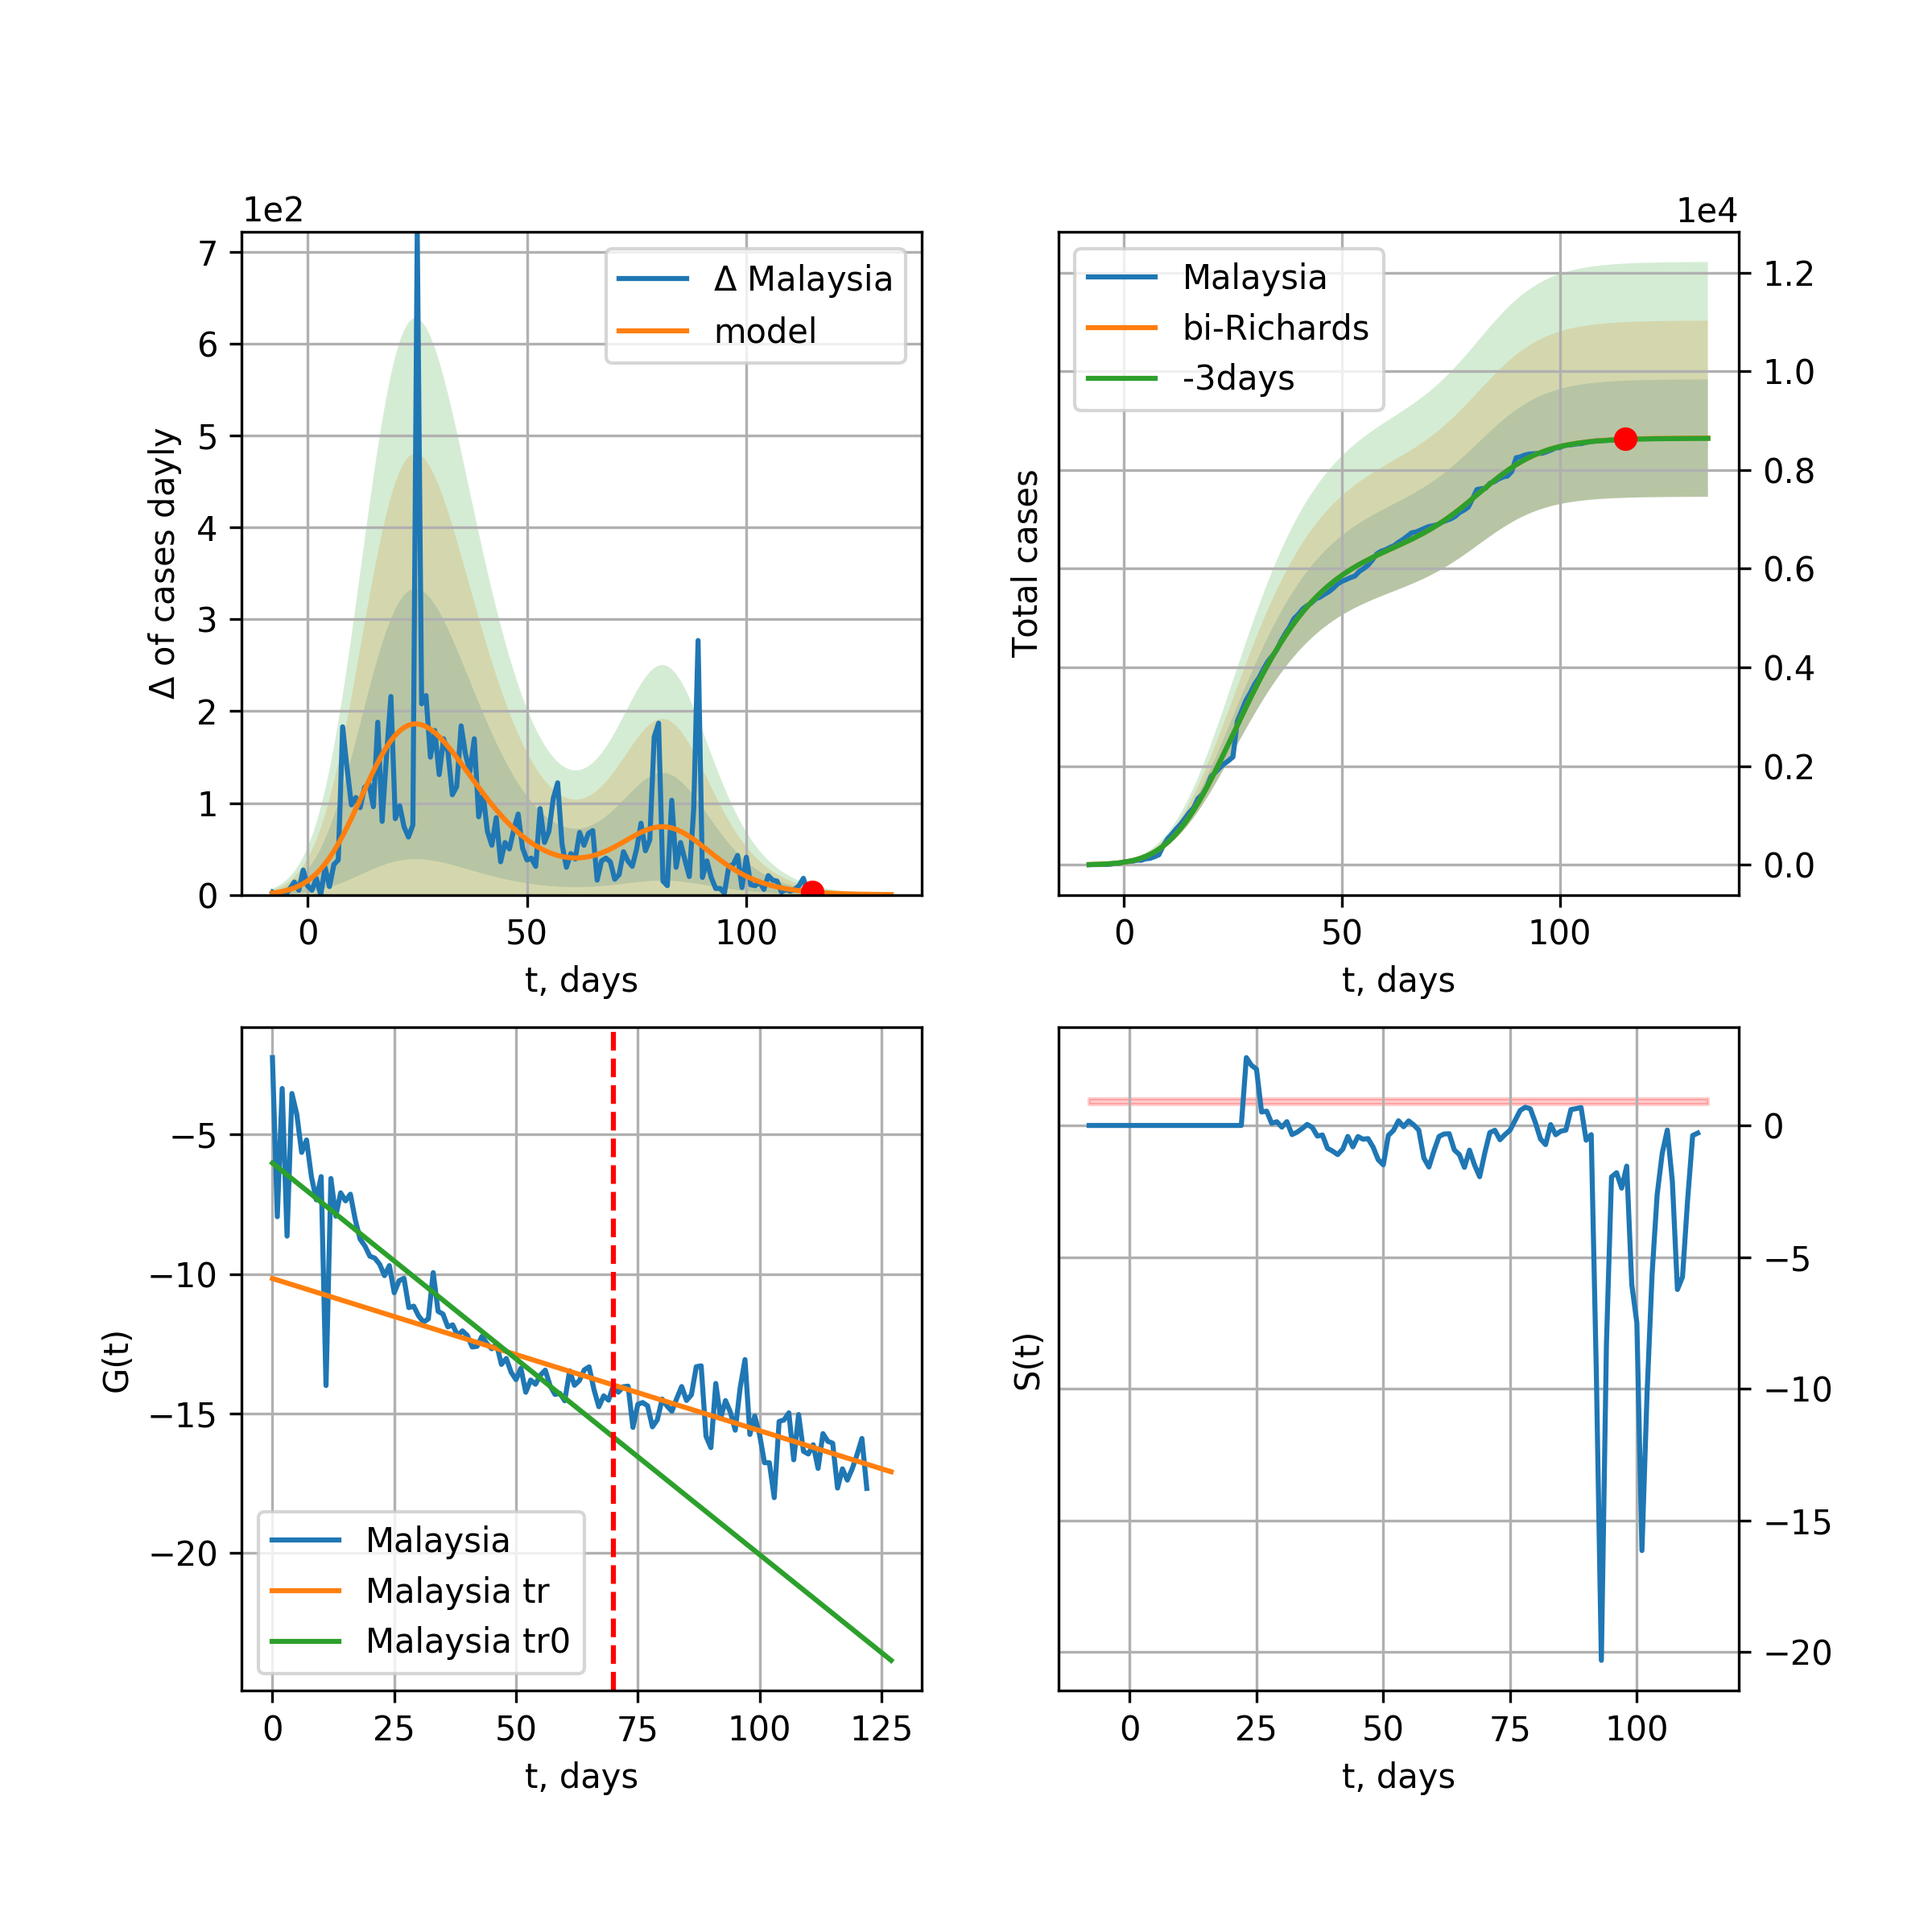 1e2
7
6
5
4
3
2
1
0
Δ of cases dayly
Δ Malaysia
model
0 50 100
t, days
1e4
Malaysia
bi-Richards
-3days
Total cases
1.2
1.0
0.8
0.6
0.4
0.2
0.0
0 50 100
t, days
−5
−10
−15
−20
G(t)
Malaysia
Malaysia tr
Malaysia tr0
0 25 50 75 100 125
t, days
S(t)
0
−5
−10
−15
−20
0 25 50 75 100
t, days